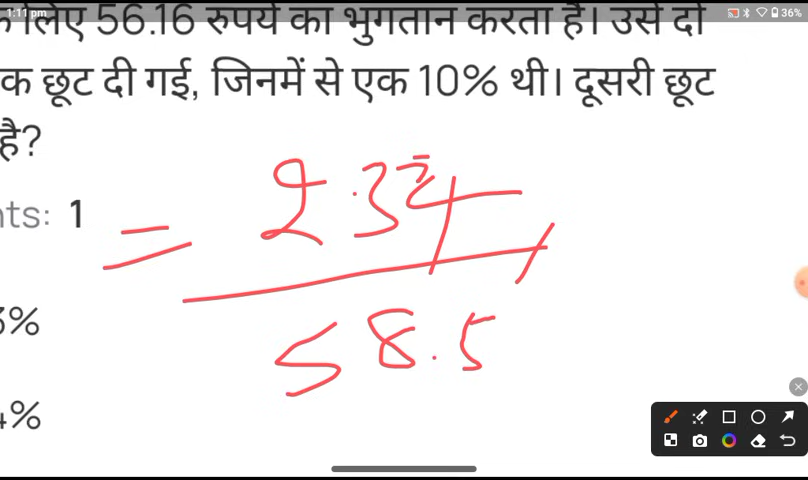 1:11 pm 36%
लिए 56.16 रुपये का भुगतान करता है। उसे दो
क छूट दी गई, जिनमें से एक 10% थी। दूसरी छूट
है?
nts: 1
= 2.34
58.5
3%
4%